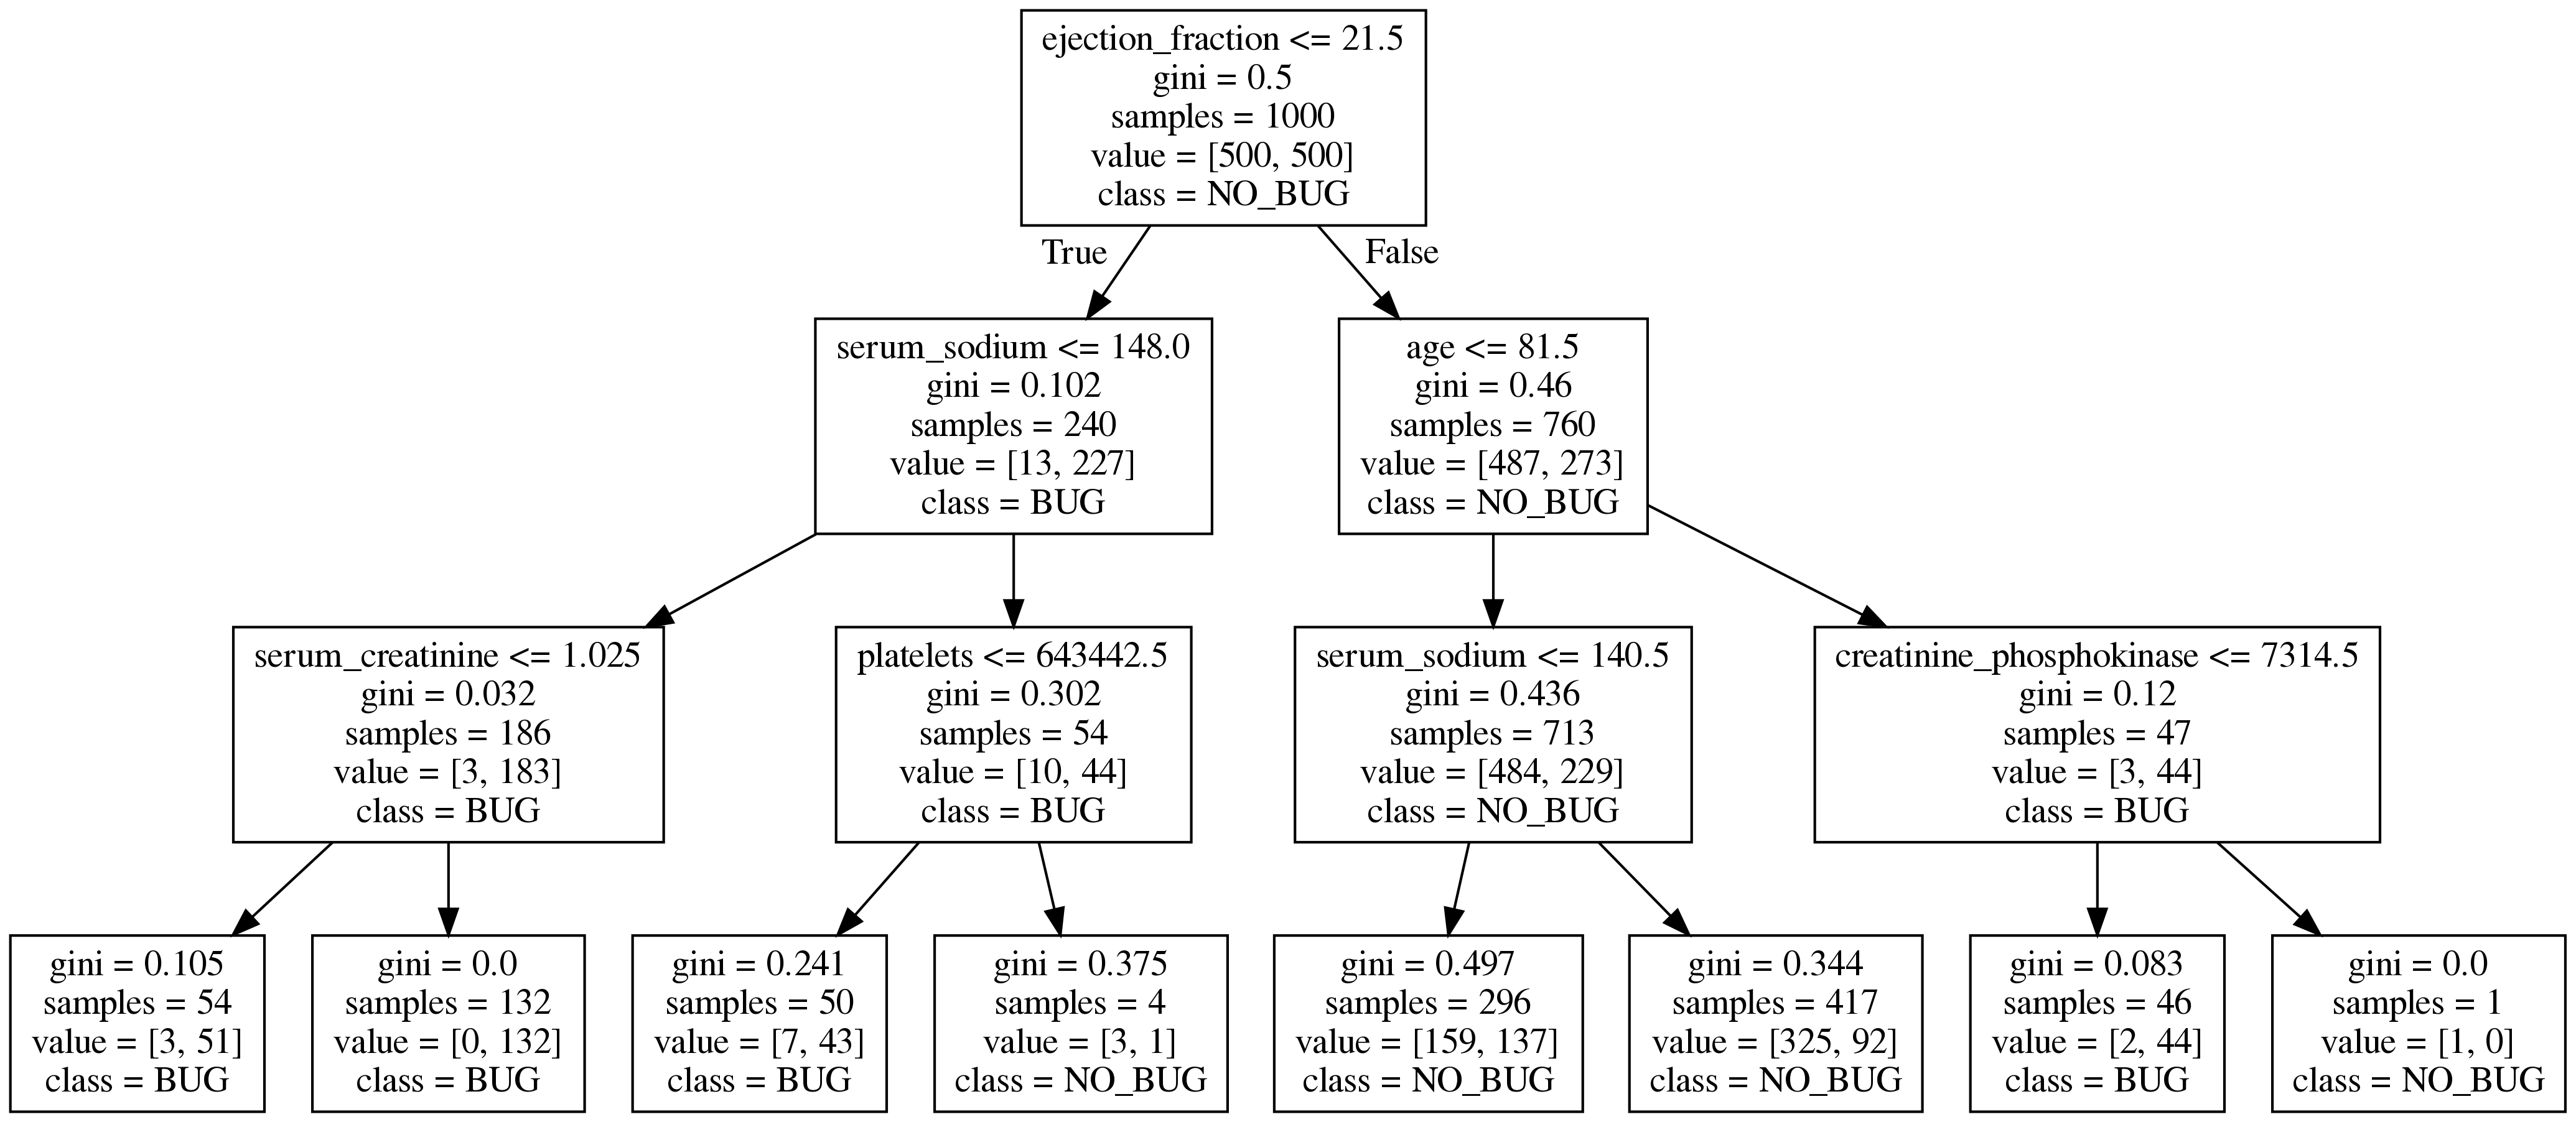 ejection_fraction <= 21.5
gini = 0.5
samples = 1000
value = [500, 500]
class = NO_BUG
True
False
serum_sodium <= 148.0
gini = 0.102
samples = 240
value = [13, 227]
class = BUG
age <= 81.5
gini = 0.46
samples = 760
value = [487, 273]
class = NO_BUG
serum_creatinine <= 1.025
gini = 0.032
samples = 186
value = [3, 183]
class = BUG
platelets <= 643442.5
gini = 0.302
samples = 54
value = [10, 44]
class = BUG
serum_sodium <= 140.5
gini = 0.436
samples = 713
value = [484, 229]
class = NO_BUG
creatinine_phosphokinase <= 7314.5
gini = 0.12
samples = 47
value = [3, 44]
class = BUG
gini = 0.105
samples = 54
value = [3, 51]
class = BUG
gini = 0.0
samples = 132
value = [0, 132]
class = BUG
gini = 0.241
samples = 50
value = [7, 43]
class = BUG
gini = 0.375
samples = 4
value = [3, 1]
class = NO_BUG
gini = 0.497
samples = 296
value = [159, 137]
class = NO_BUG
gini = 0.344
samples = 417
value = [325, 92]
class = NO_BUG
gini = 0.083
samples = 46
value = [2, 44]
class = BUG
gini = 0.0
samples = 1
value = [1, 0]
class = NO_BUG